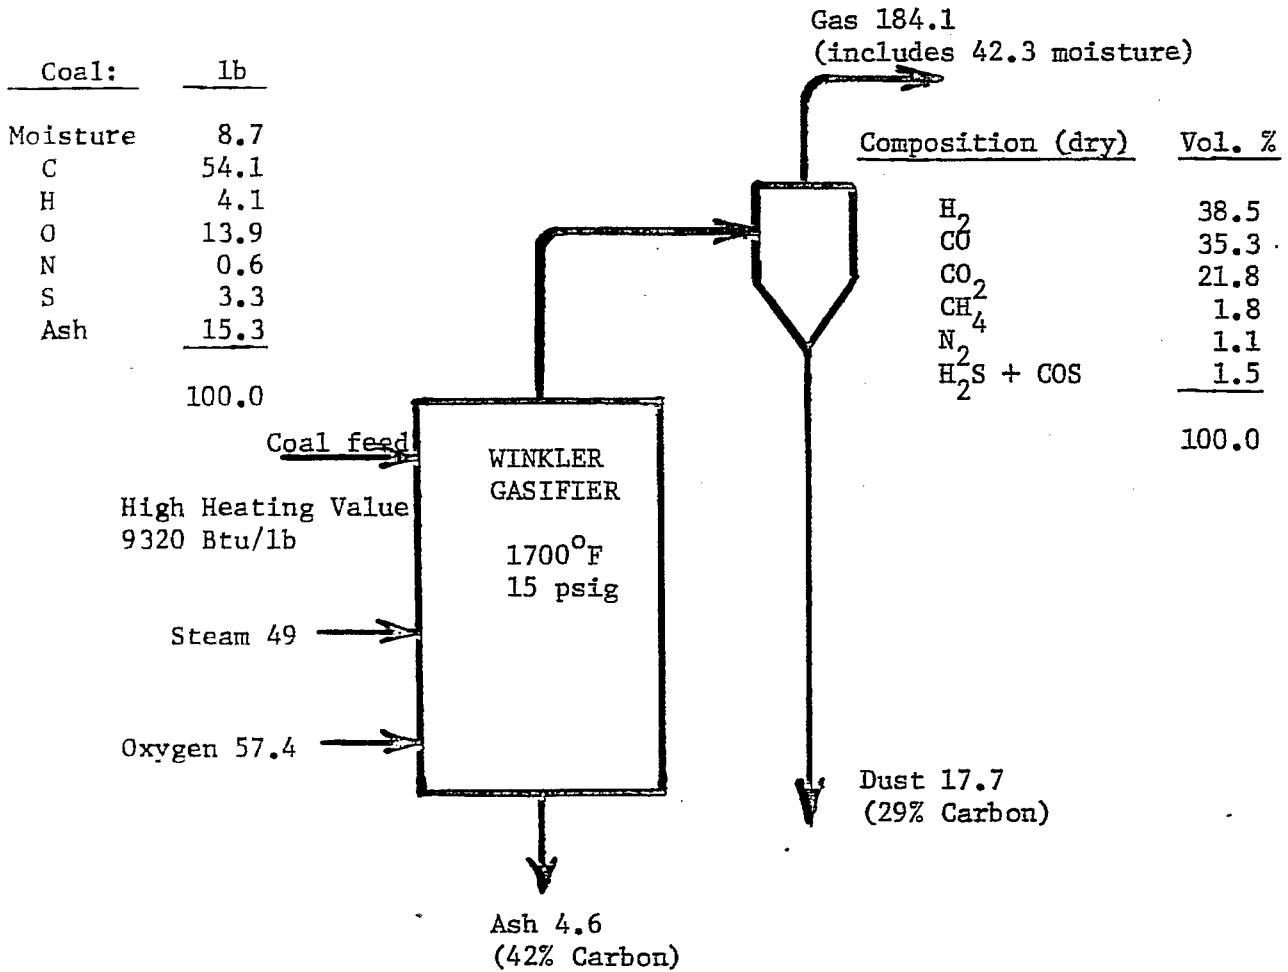 Gas 184.1
(includes 42.3 moisture)
Coal: lb
Moisture 8.7
C 54.1
H 4.1
O 13.9
N 0.6
S 3.3
Ash 15.3
100.0
Composition (dry) Vol. %
H2 38.5
CO 35.3
CO2 21.8
CH4 1.8
N2 1.1
H2S + COS 1.5
100.0
Coal feed
High Heating Value
9320 Btu/lb
WINKLER
GASIFIER
1700°F
15 psig
Steam 49
Oxygen 57.4
Dust 17.7
(29% Carbon)
Ash 4.6
(42% Carbon)